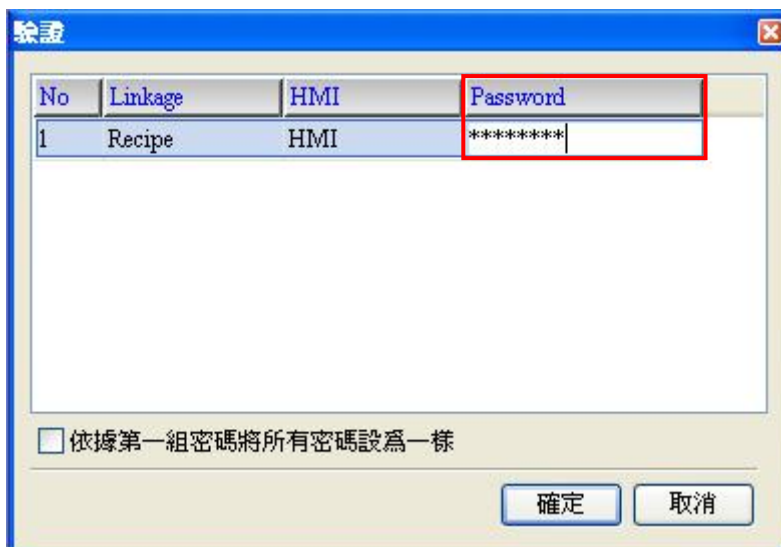 驗證
No Linkage HMI Password
1 Recipe HMI ********
依據第一組密碼將所有密碼設爲一樣
確定 取消